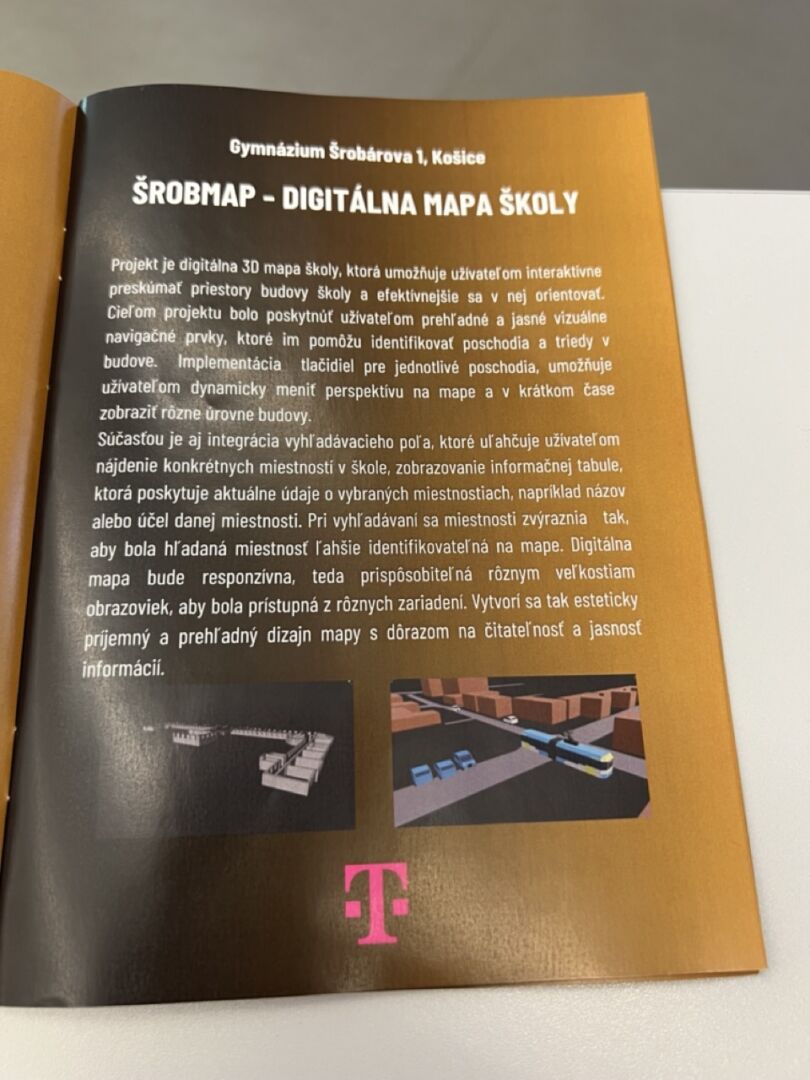 Gymnázium Šrobárova 1, Košice
ŠROBMAP - DIGITÁLNA MAPA ŠKOLY
Projekt je digitálna 3D mapa školy, ktorá umožňuje užívateľom interaktívne
preskúmať priestory budovy školy a efektívnejšie sa v nej orientovať.
Cieľom projektu bolo poskytnúť užívateľom prehľadné a jasné vizuálne
navigačné prvky, ktoré im pomôžu identifikovať poschodia a triedy v
budove. Implementácia tlačidiel pre jednotlivé poschodia, umožňuje
užívateľom dynamicky meniť perspektívu na mape a v krátkom čase
zobraziť rôzne úrovne budovy.
Súčasťou je aj integrácia vyhľadávacieho poľa, ktoré uľahčuje užívateľom
nájdenie konkrétnych miestností v škole, zobrazovanie informačnej tabule,
ktorá poskytuje aktuálne údaje o vybraných miestnostiach, napríklad názov
alebo účel danej miestnosti. Pri vyhľadávaní sa miestnosti zvýraznia tak,
aby bola hľadaná miestnosť ľahšie identifikovateľná na mape. Digitálna
mapa bude responzívna, teda prispôsobiteľná rôznym veľkostiam
obrazoviek, aby bola prístupná z rôznych zariadení. Vytvorí sa tak esteticky
príjemný a prehľadný dizajn mapy s dôrazom na čitateľnosť a jasnosť
informácií.
T